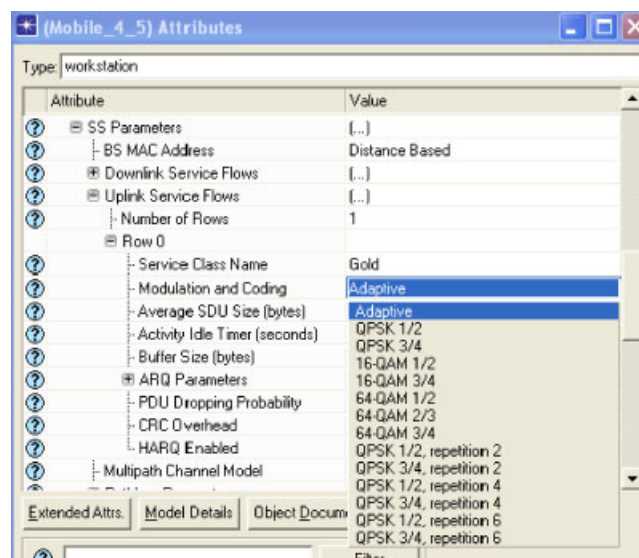 (Mobile_4_5) Attributes
Type: workstation
Attribute Value
SS Parameters (...)
BS MAC Address Distance Based
Downlink Service Flows (...)
Uplink Service Flows (...)
Number of Rows 1
Row 0
Service Class Name Gold
Modulation and Coding Adaptive
Average SDU Size (bytes) Adaptive
Activity Idle Timer (seconds) QPSK 1/2
QPSK 3/4
Buffer Size (bytes) 16-QAM 1/2
ARQ Parameters 16-QAM 3/4
64-QAM 1/2
PDU Dropping Probability 64-QAM 2/3
CRC Overhead 64-QAM 3/4
HARQ Enabled QPSK 1/2, repetition 2
Multipath Channel Model QPSK 3/4, repetition 2
QPSK 1/2, repetition 4
Extended Attrs. Model Details Object Docum QPSK 3/4, repetition 4
QPSK 1/2, repetition 6
QPSK 3/4, repetition 6